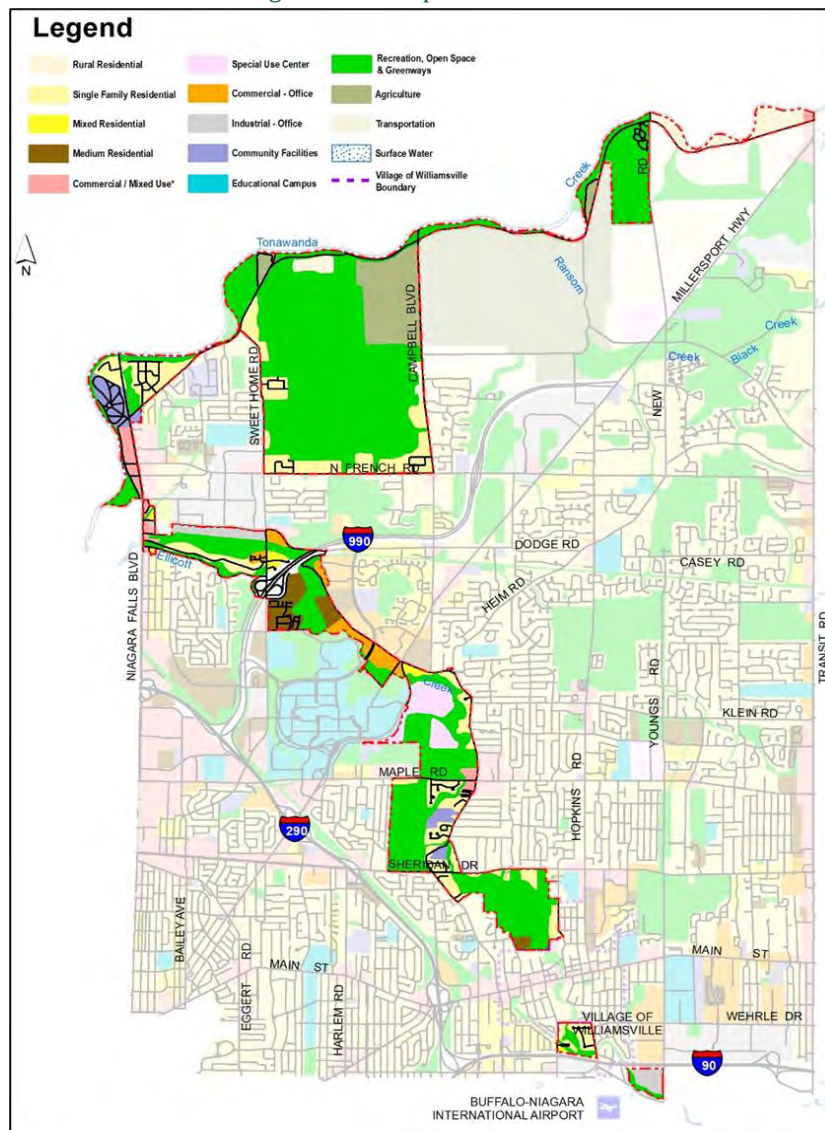 Legend
Rural Residential
Single Family Residential
Mixed Residential
Medium Residential
Commercial / Mixed Use*
Special Use Center
Commercial - Office
Industrial - Office
Community Facilities
Educational Campus
Recreation, Open Space
& Greenways
Agriculture
Transportation
Surface Water
Village of Williamsville
Boundary
N
Tonawanda
Creek
RD
Ransom
MILLERSPORT HWY
Creek
Black
Creek
SWEET HOME RD
CAMPBELL BLVD
NEW
N FRENCH RD
990
DODGE RD
CASEY RD
HEIM RD
Ellicott
NIAGARA FALLS BLVD
TRANSIT RD
Creek
YOUNGS RD
KLEIN RD
MAPLE RD
HOPKINS RD
290
SHERIDAN DR
BAILEY AVE
EGGERT RD
MAIN ST
HARLEM RD
MAIN ST
VILLAGE OF
WILLIAMSVILLE
WEHRLE DR
90
BUFFALO-NIAGARA
INTERNATIONAL AIRPORT